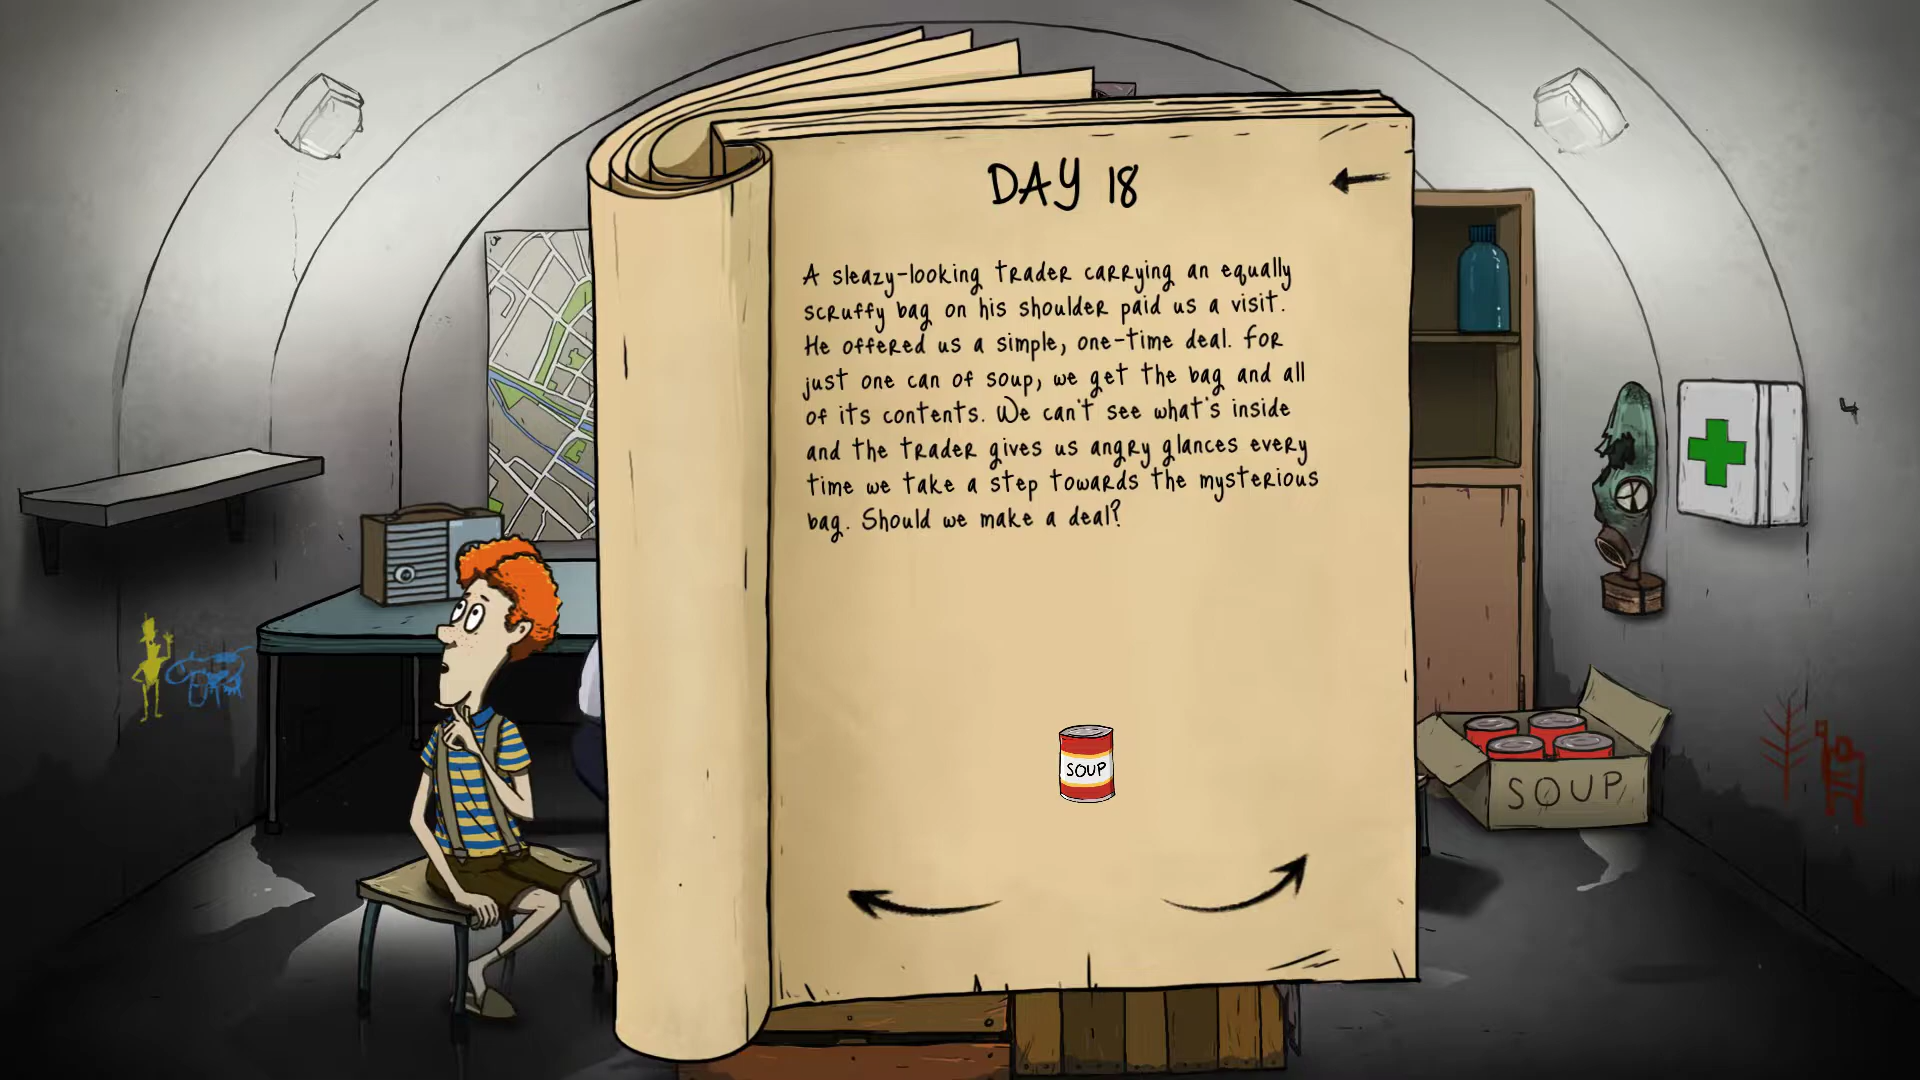 DAY 18
A sleazy-looking trader carrying an equally
scruffy bag on his shoulder paid us a visit.
He offered us a simple, one-time deal. For
just one can of soup, we get the bag and all
of its contents. We can't see what's inside
and the trader gives us angry glances every
time we take a step towards the mysterious
bag. Should we make a deal?
SOUP
SOUP